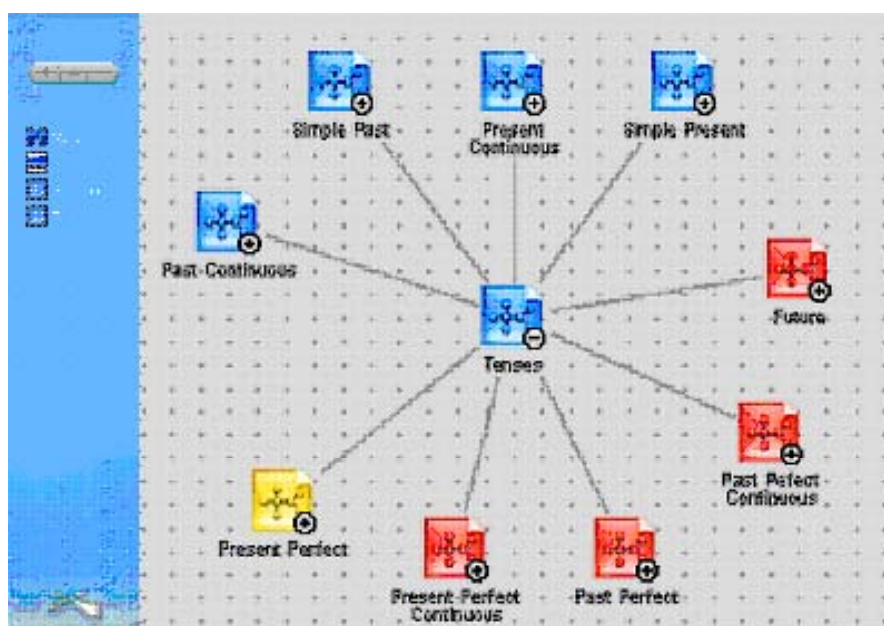 Simple Past
Present
Continuous
Simple Present
Past Continuous
Future
Tenses
Past Pefect
Continuous
Present Perfect
Present Perfect
Continuous
Past Perfect